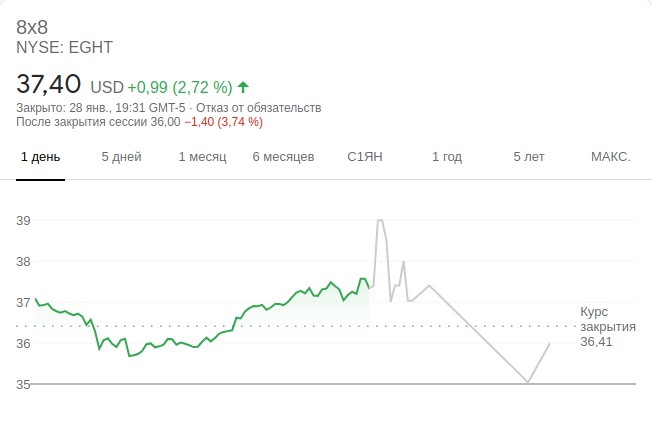 8x8
NYSE: EGHT
37,40 USD +0,99 (2,72 %)
Закрыто: 28 янв., 19:31 GMT-5 · Отказ от обязательств
После закрытия сессии 36,00 −1,40 (3,74 %)
1 день 5 дней 1 месяц 6 месяцев С1ЯН 1 год 5 лет МАКС.
39
38
37
36
35
Курс
закрытия
36,41